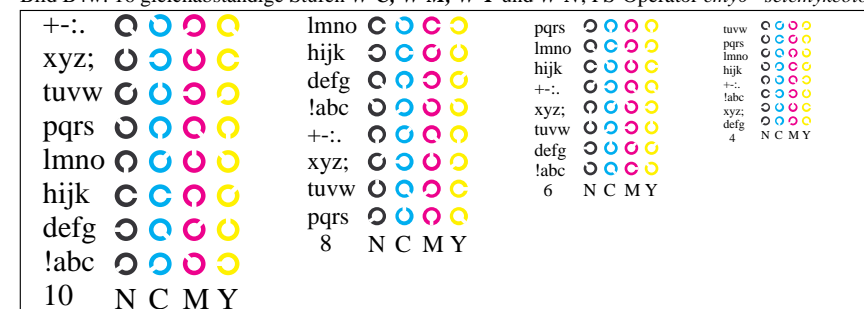 +-:.
xyz;
tuvw
pqrs
lmno
hijk
defg
!abc
10 N C M Y
lmno
hijk
defg
!abc
+-:.
xyz;
tuvw
pqrs
8 N C M Y
pqrs
lmno
hijk
+-:.
xyz;
tuvw
defg
!abc
6 N C M Y
tuvw
pqrs
lmno
hijk
+-:.
!abc
xyz;
defg
4 N C M Y